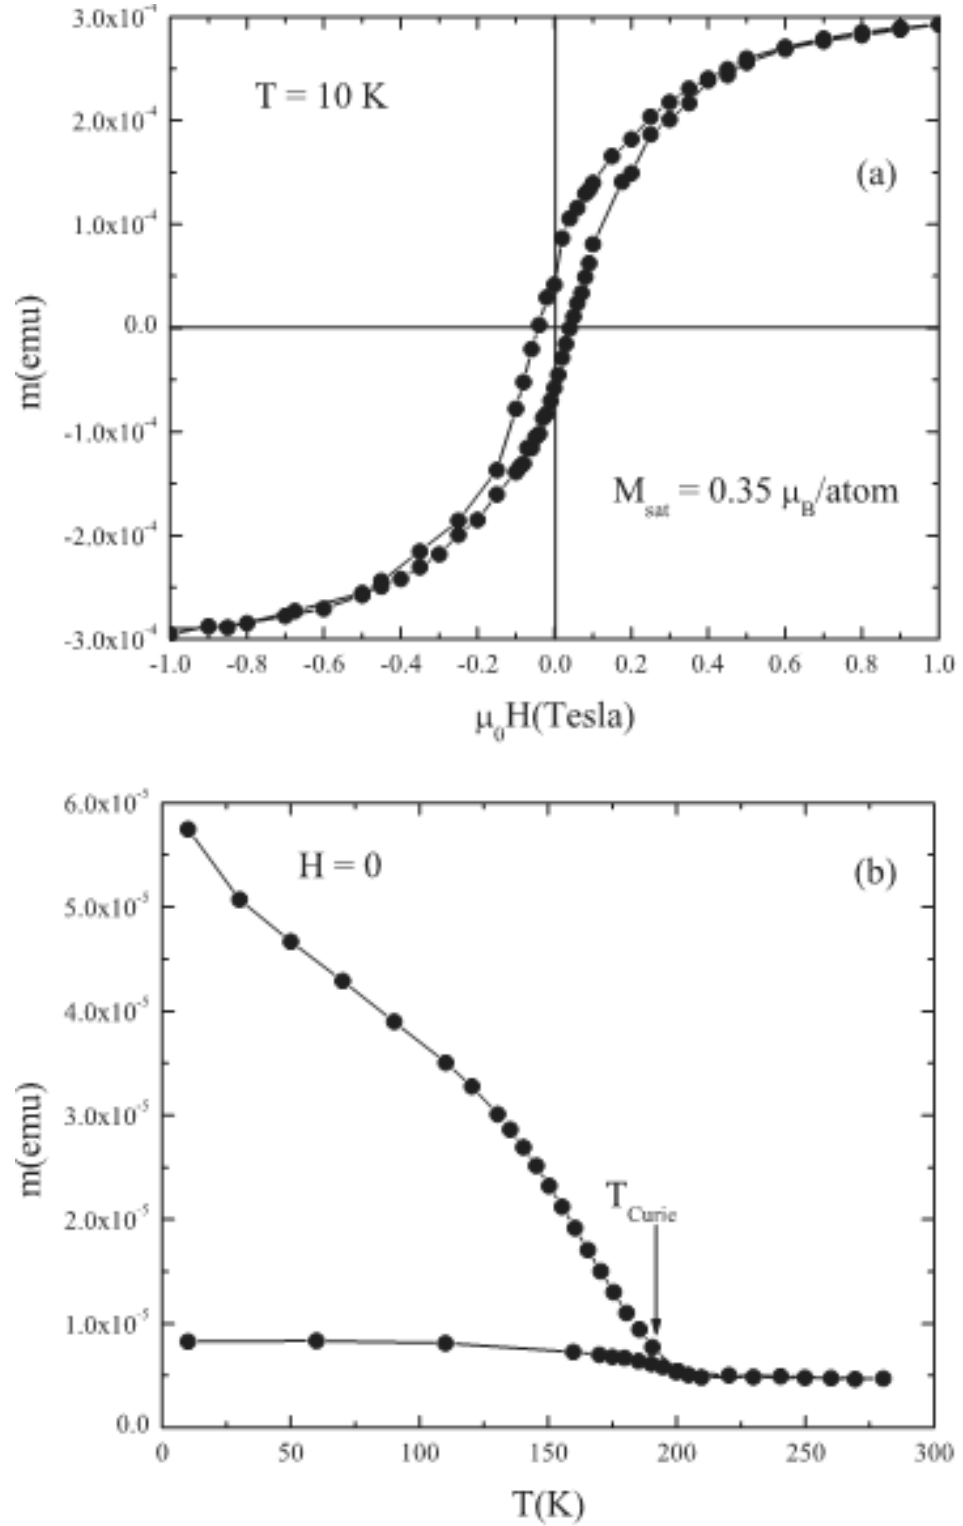 3.0x10⁻⁴
T = 10 K
2.0x10⁻⁴
(a)
1.0x10⁻⁴
0.0
m(emu)
-1.0x10⁻⁴
M_sat = 0.35 μ_B/atom
-2.0x10⁻⁴
-3.0x10⁻⁴
-1.0 -0.8 -0.6 -0.4 -0.2 0.0 0.2 0.4 0.6 0.8 1.0
μ₀H(Tesla)
6.0x10⁻⁵
H = 0
(b)
5.0x10⁻⁵
4.0x10⁻⁵
3.0x10⁻⁵
m(emu)
T_Curie
2.0x10⁻⁵
1.0x10⁻⁵
0.0
0 50 100 150 200 250 300
T(K)